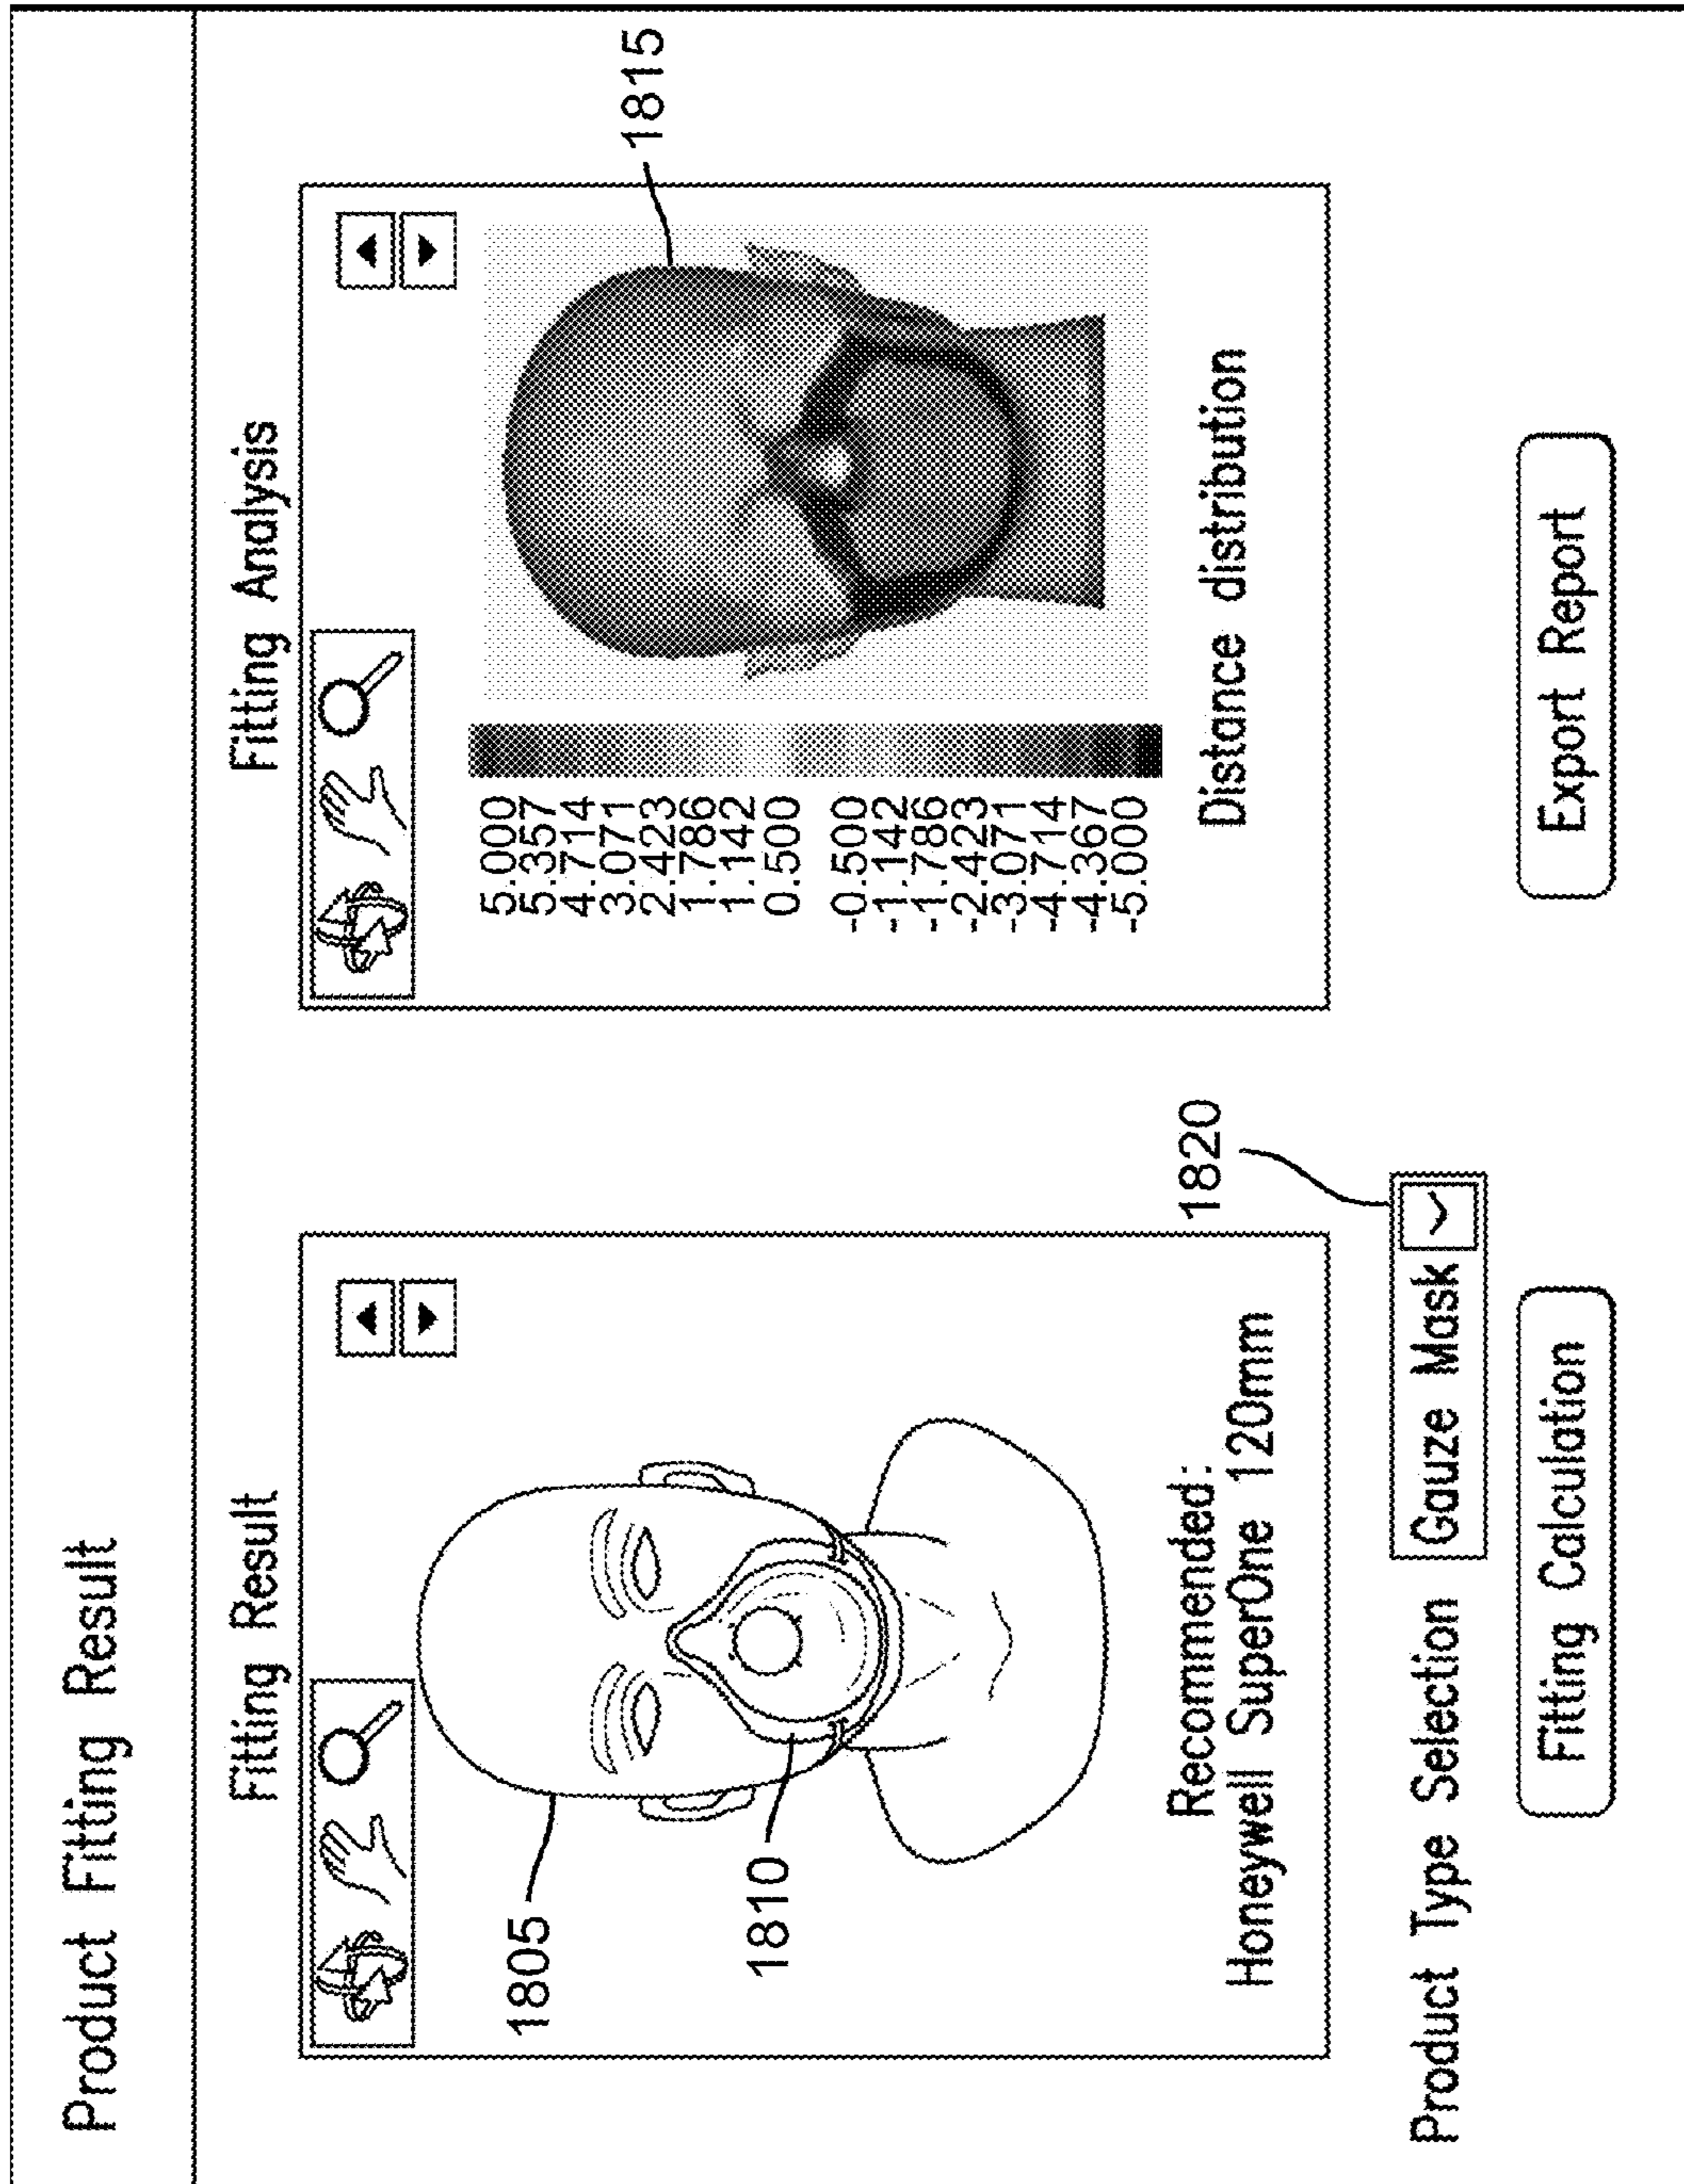 Product Fitting Result
Fitting Result
1805
1810
Recommended:
Honeywell SuperOne 120mm
Product Type Selection
Gauze Mask
1820
Fitting Calculation
Fitting Analysis
1815
5.000
5.357
4.714
3.071
2.423
1.786
1.142
0.500
-0.500
-1.142
-1.786
-2.423
-3.071
-4.714
-4.367
-5.000
Distance distribution
Export Report